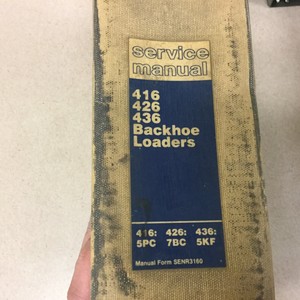 service
manual
416
426
436
Backhoe
Loaders
416: 426: 436:
5PC 7BC 5KF
Manual Form SENR3160